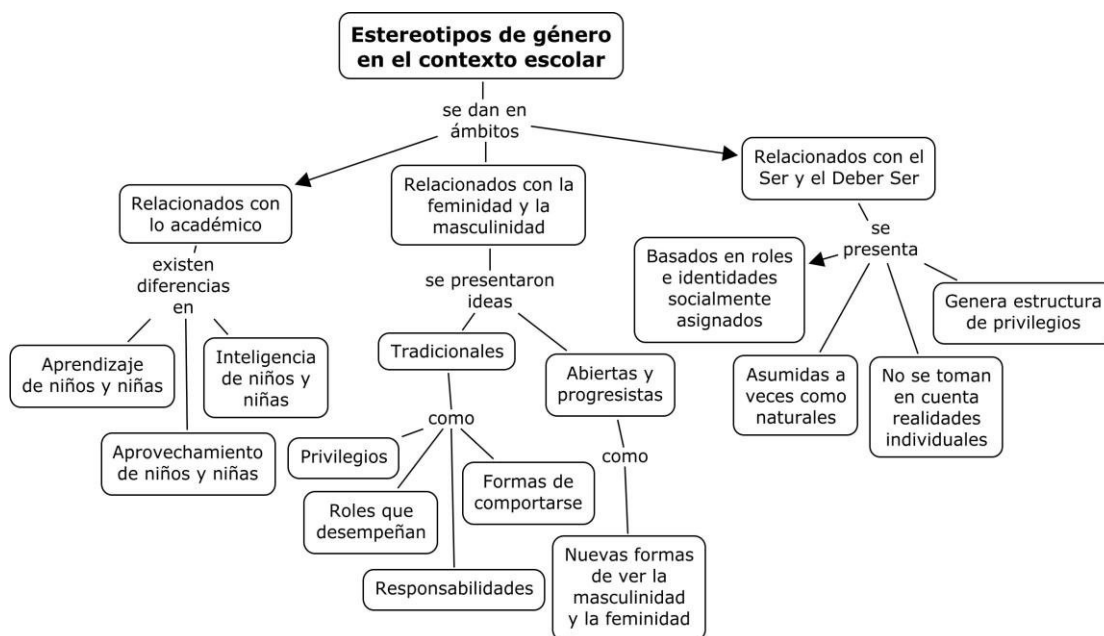 Estereotipos de género
en el contexto escolar
se dan en
ámbitos
Relacionados con
lo académico
Relacionados con la
feminidad y la
masculinidad
Relacionados con el
Ser y el Deber Ser
existen
diferencias
en
Aprendizaje
de niños y niñas
Aprovechamiento
de niños y niñas
Inteligencia
de niños y
niñas
se presentaron
ideas
Tradicionales
como
Privilegios
Roles que
desempeñan
Responsabilidades
Formas de
comportarse
Abiertas y
progresistas
como
Nuevas formas
de ver la
masculinidad
y la feminidad
se
presenta
Basados en roles
e identidades
socialmente
asignados
Asumidas a
veces como
naturales
No se toman
en cuenta
realidades
individuales
Genera estructura
de privilegios